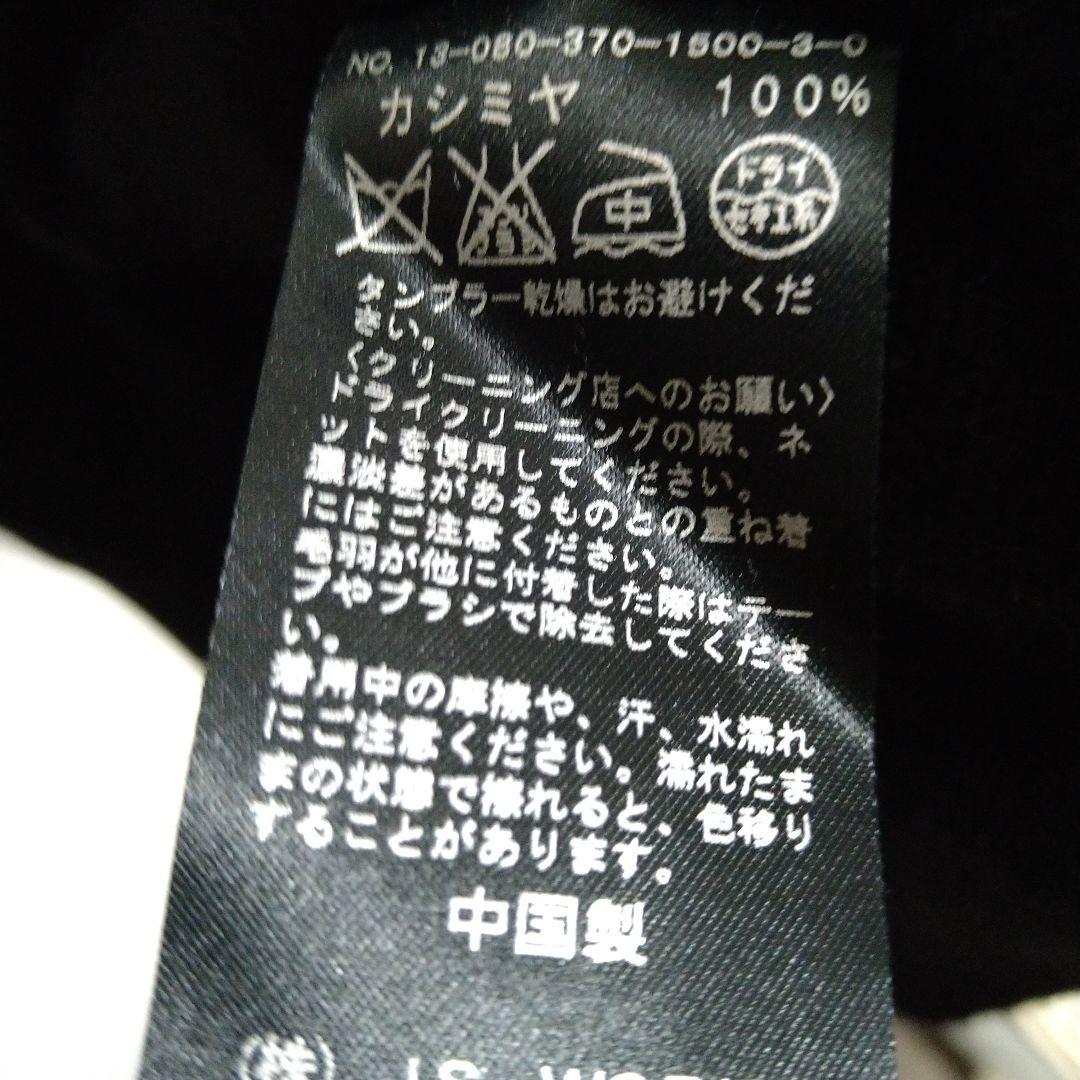 NO. 13-080-370-1500-3-0
カシミヤ 100%
中 ドライ
セキユ系
タンブラー乾燥はお避けくだ
さい。
〈クリーニング店へのお願い〉
ドライクリーニングの際、ネ
ットを使用してください。
濃淡差があるものとの重ね着
にはご注意ください。
毛羽が他に付着した際はテー
プやブラシで除去してくださ
い。
着用中の摩擦や、汗、水濡れ
にご注意ください。濡れたま
まの状態で擦れると、色移り
することがあります。
中国製
(株)